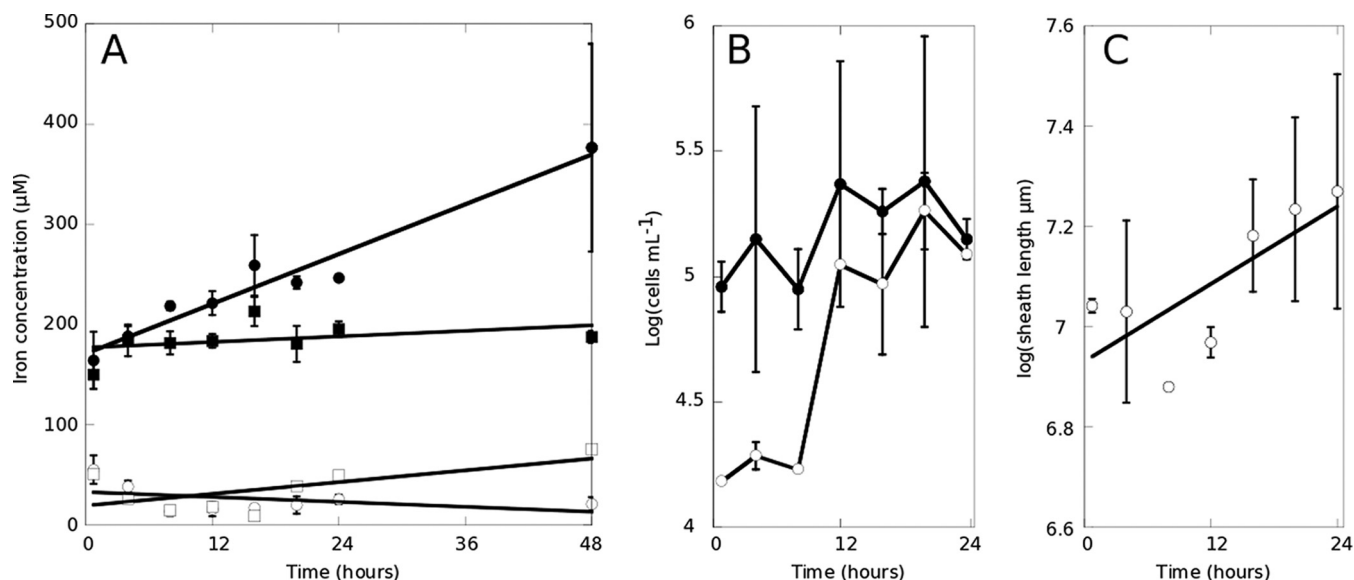 A
Iron concentration (µM)
500
400
300
200
100
0
0 12 24 36 48
Time (hours)
B
Log(cells mL-1)
6
5.5
5
4.5
4
0 12 24
Time (hours)
C
log(sheath length µm)
7.6
7.4
7.2
7
6.8
6.6
0 12 24
Time (hours)